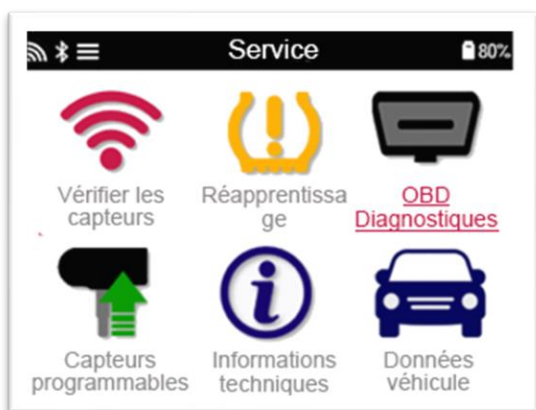 Service
80%
Vérifier les
capteurs
Réapprentissa
ge
OBD
Diagnostiques
Capteurs
programmables
Informations
techniques
Données
véhicule